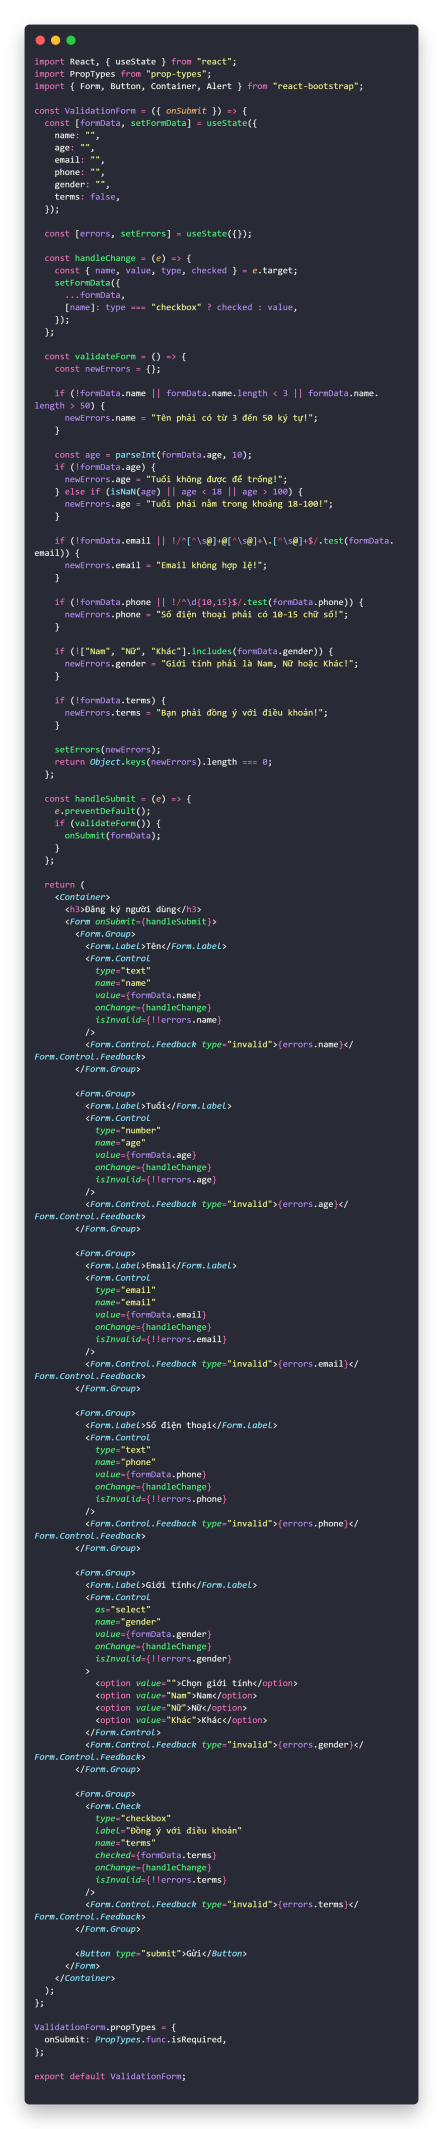 import React, { useState } from "react";
import PropTypes from "prop-types";
import { Form, Button, Container, Alert } from "react-bootstrap";

const ValidationForm = ({ onSubmit }) => {
  const [formData, setFormData] = useState({
    name: "",
    age: "",
    email: "",
    phone: "",
    gender: "",
    terms: false,
  });

  const [errors, setErrors] = useState({});

  const handleChange = (e) => {
    const { name, value, type, checked } = e.target;
    setFormData({
      ...formData,
      [name]: type === "checkbox" ? checked : value,
    });
  };

  const validateForm = () => {
    const newErrors = {};

    if (!formData.name || formData.name.length < 3 || formData.name.
length > 50) {
      newErrors.name = "Tên phải có từ 3 đến 50 ký tự!";
    }

    const age = parseInt(formData.age, 10);
    if (!formData.age) {
      newErrors.age = "Tuổi không được để trống!";
    } else if (isNaN(age) || age < 18 || age > 100) {
      newErrors.age = "Tuổi phải nằm trong khoảng 18-100!";
    }

    if (!formData.email || !/^[^\s@]+@[^\s@]+\.[^\s@]+$/.test(formData.
email)) {
      newErrors.email = "Email không hợp lệ!";
    }

    if (!formData.phone || !/^\d{10,15}$/.test(formData.phone)) {
      newErrors.phone = "Số điện thoại phải có 10-15 chữ số!";
    }

    if (!["Nam", "Nữ", "Khác"].includes(formData.gender)) {
      newErrors.gender = "Giới tính phải là Nam, Nữ hoặc Khác!";
    }

    if (!formData.terms) {
      newErrors.terms = "Bạn phải đồng ý với điều khoản!";
    }

    setErrors(newErrors);
    return Object.keys(newErrors).length === 0;
  };

  const handleSubmit = (e) => {
    e.preventDefault();
    if (validateForm()) {
      onSubmit(formData);
    }
  };

  return (
    <Container>
      <h3>Đăng ký người dùng</h3>
      <Form onSubmit={handleSubmit}>
        <Form.Group>
          <Form.Label>Tên</Form.Label>
          <Form.Control
            type="text"
            name="name"
            value={formData.name}
            onChange={handleChange}
            isInvalid={!!errors.name}
          />
          <Form.Control.Feedback type="invalid">{errors.name}</
Form.Control.Feedback>
        </Form.Group>

        <Form.Group>
          <Form.Label>Tuổi</Form.Label>
          <Form.Control
            type="number"
            name="age"
            value={formData.age}
            onChange={handleChange}
            isInvalid={!!errors.age}
          />
          <Form.Control.Feedback type="invalid">{errors.age}</
Form.Control.Feedback>
        </Form.Group>

        <Form.Group>
          <Form.Label>Email</Form.Label>
          <Form.Control
            type="email"
            name="email"
            value={formData.email}
            onChange={handleChange}
            isInvalid={!!errors.email}
          />
          <Form.Control.Feedback type="invalid">{errors.email}</
Form.Control.Feedback>
        </Form.Group>

        <Form.Group>
          <Form.Label>Số điện thoại</Form.Label>
          <Form.Control
            type="text"
            name="phone"
            value={formData.phone}
            onChange={handleChange}
            isInvalid={!!errors.phone}
          />
          <Form.Control.Feedback type="invalid">{errors.phone}</
Form.Control.Feedback>
        </Form.Group>

        <Form.Group>
          <Form.Label>Giới tính</Form.Label>
          <Form.Control
            as="select"
            name="gender"
            value={formData.gender}
            onChange={handleChange}
            isInvalid={!!errors.gender}
          >
            <option value="">Chọn giới tính</option>
            <option value="Nam">Nam</option>
            <option value="Nữ">Nữ</option>
            <option value="Khác">Khác</option>
          </Form.Control>
          <Form.Control.Feedback type="invalid">{errors.gender}</
Form.Control.Feedback>
        </Form.Group>

        <Form.Group>
          <Form.Check
            type="checkbox"
            label="Đồng ý với điều khoản"
            name="terms"
            checked={formData.terms}
            onChange={handleChange}
            isInvalid={!!errors.terms}
          />
          <Form.Control.Feedback type="invalid">{errors.terms}</
Form.Control.Feedback>
        </Form.Group>

        <Button type="submit">Gửi</Button>
      </Form>
    </Container>
  );
};

ValidationForm.propTypes = {
  onSubmit: PropTypes.func.isRequired,
};

export default ValidationForm;